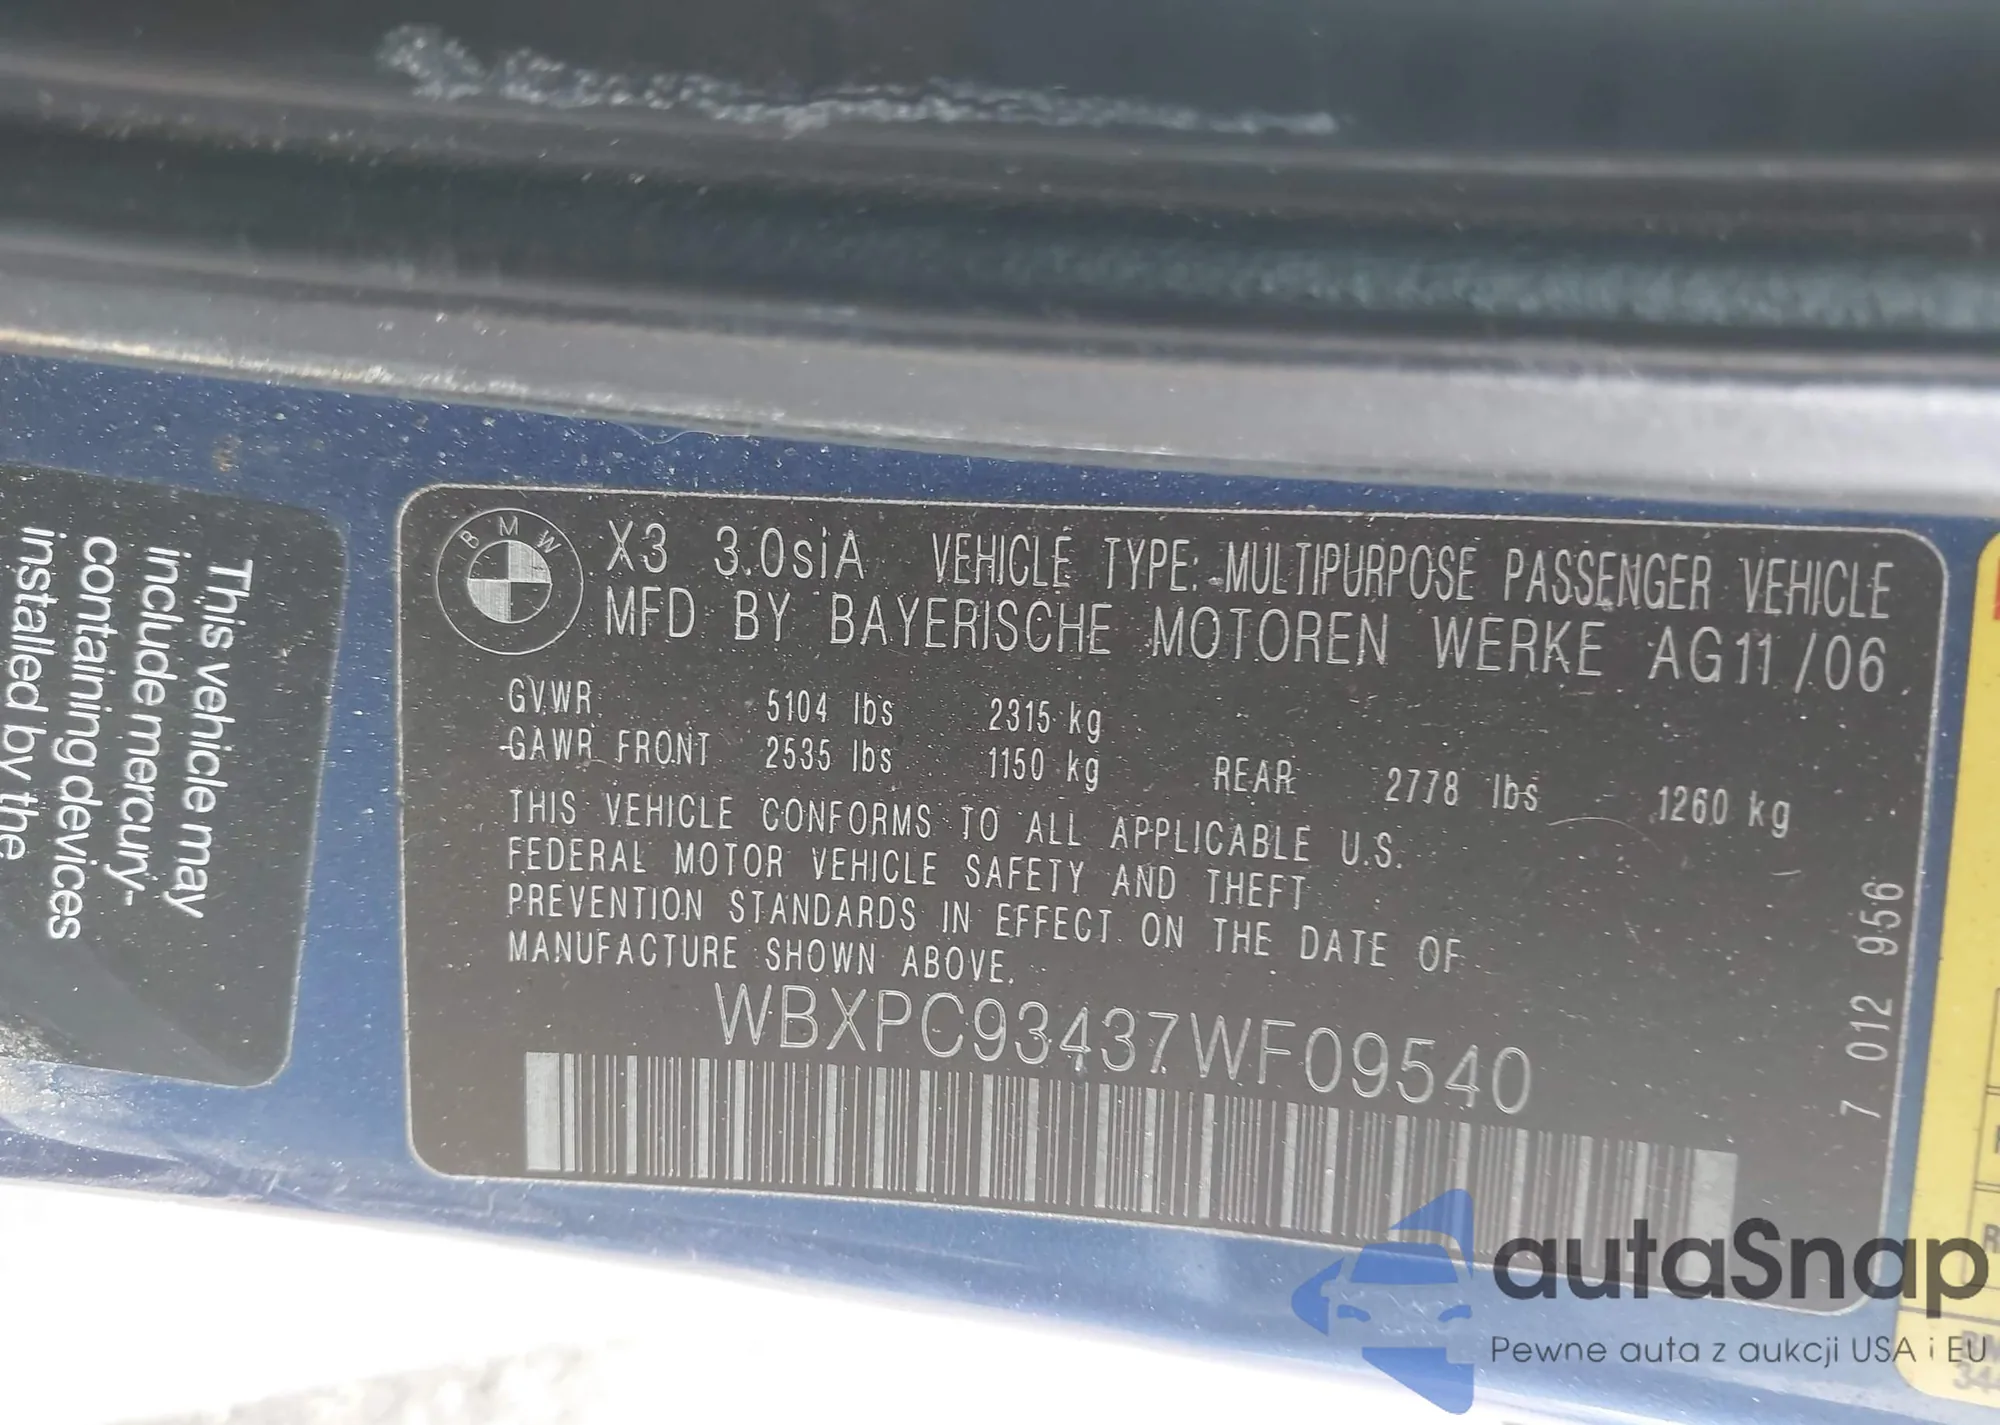 This vehicle may
include mercury-
containing devices
installed by the
BMW
X3 3.0siA VEHICLE TYPE: MULTIPURPOSE PASSENGER VEHICLE
MFD BY BAYERISCHE MOTOREN WERKE AG 11/06
GVWR 5104 lbs 2315 kg
GAWR FRONT 2535 lbs 1150 kg REAR 2778 lbs 1260 kg
THIS VEHICLE CONFORMS TO ALL APPLICABLE U.S.
FEDERAL MOTOR VEHICLE SAFETY AND THEFT
PREVENTION STANDARDS IN EFFECT ON THE DATE OF
MANUFACTURE SHOWN ABOVE.
WBXPC93437WF09540
7 012 956
autaSnap
Pewne auta z aukcji USA i EU